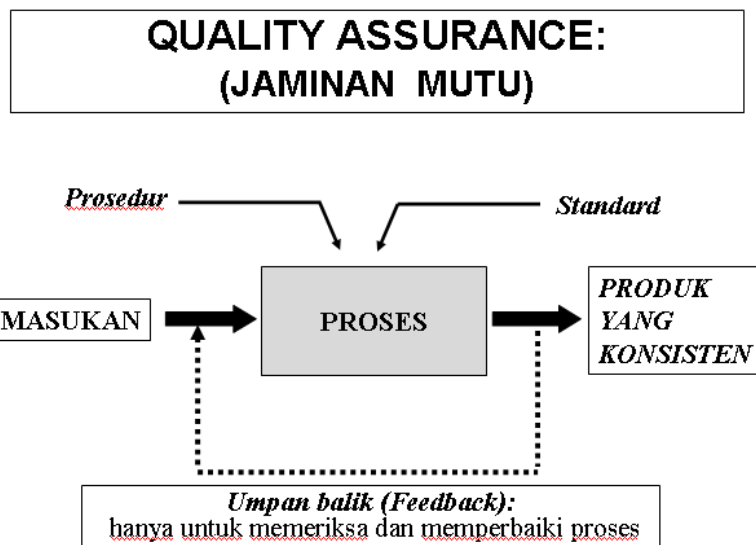 QUALITY ASSURANCE:
(JAMINAN MUTU)
Prosedur
Standard
MASUKAN
PROSES
PRODUK
YANG
KONSISTEN
Umpan balik (Feedback):
hanya untuk memeriksa dan memperbaiki proses